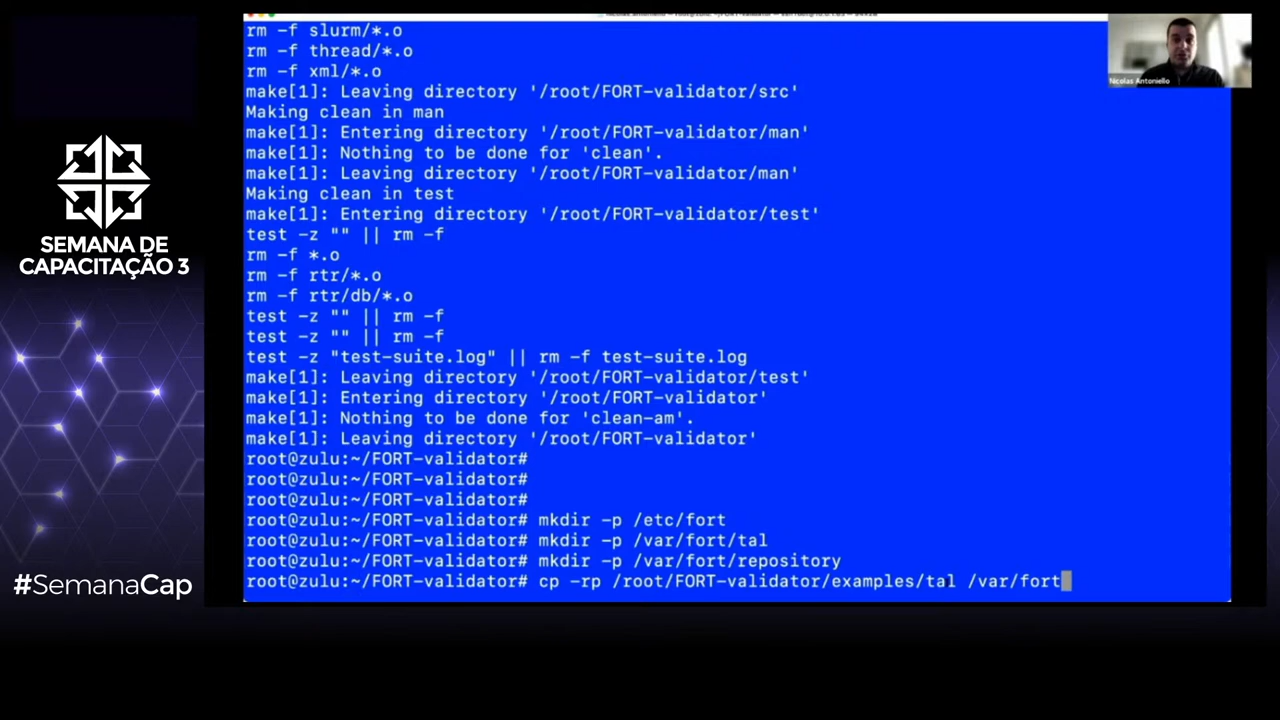 rm -f slurm/*.o
rm -f thread/*.o
rm -f xml/*.o
make[1]: Leaving directory '/root/FORT-validator/src'
Making clean in man
make[1]: Entering directory '/root/FORT-validator/man'
make[1]: Nothing to be done for 'clean'.
make[1]: Leaving directory '/root/FORT-validator/man'
Making clean in test
make[1]: Entering directory '/root/FORT-validator/test'
test -z "" || rm -f
rm -f *.o
rm -f rtr/*.o
rm -f rtr/db/*.o
test -z "" || rm -f
test -z "" || rm -f
test -z "test-suite.log" || rm -f test-suite.log
make[1]: Leaving directory '/root/FORT-validator/test'
make[1]: Entering directory '/root/FORT-validator'
make[1]: Nothing to be done for 'clean-am'.
make[1]: Leaving directory '/root/FORT-validator'
root@zulu:~/FORT-validator#
root@zulu:~/FORT-validator#
root@zulu:~/FORT-validator#
root@zulu:~/FORT-validator# mkdir -p /etc/fort
root@zulu:~/FORT-validator# mkdir -p /var/fort/tal
root@zulu:~/FORT-validator# mkdir -p /var/fort/repository
root@zulu:~/FORT-validator# cp -rp /root/FORT-validator/examples/tal /var/fort
Nicolas Antoniello
SEMANA DE
CAPACITAÇÃO 3
#SemanaCap